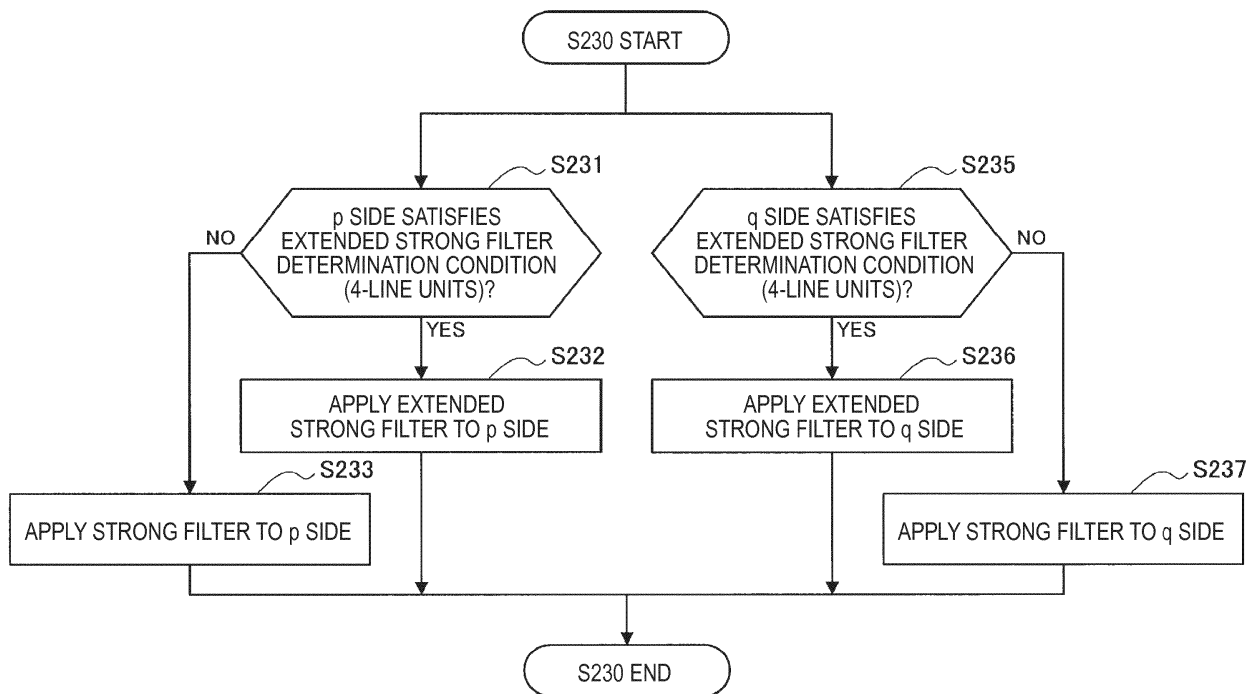 S230 START
S231
p SIDE SATISFIES
EXTENDED STRONG FILTER
DETERMINATION CONDITION
(4-LINE UNITS)?
NO
YES
S235
q SIDE SATISFIES
EXTENDED STRONG FILTER
DETERMINATION CONDITION
(4-LINE UNITS)?
NO
YES
S232
APPLY EXTENDED
STRONG FILTER TO p SIDE
S236
APPLY EXTENDED
STRONG FILTER TO q SIDE
S233
APPLY STRONG FILTER TO p SIDE
S237
APPLY STRONG FILTER TO q SIDE
S230 END